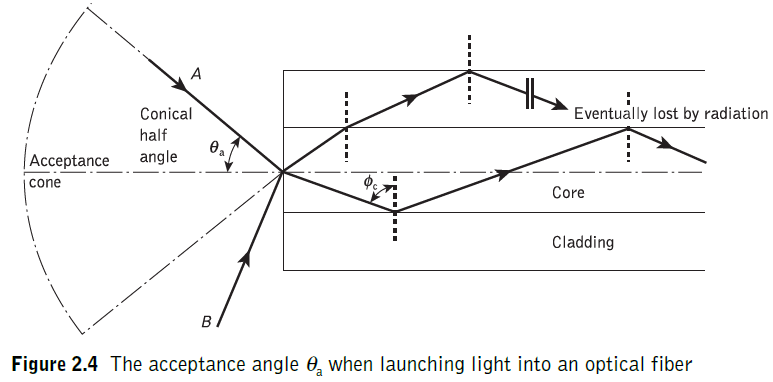 A
Conical
half
angle
θa
Acceptance
cone
B
ϕc
Eventually lost by radiation
Core
Cladding
Figure 2.4 The acceptance angle θa when launching light into an optical fiber